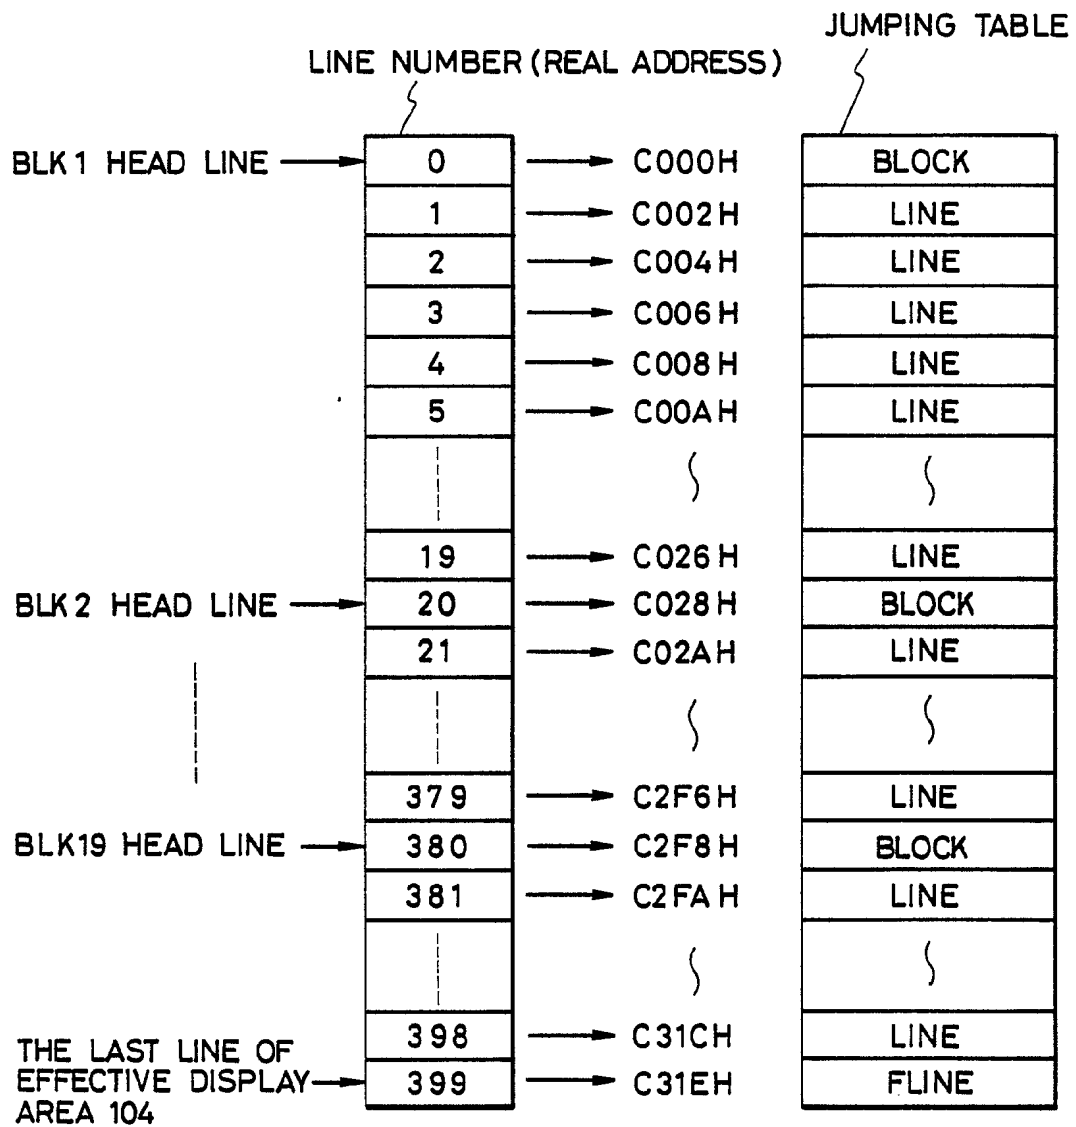 JUMPING TABLE
LINE NUMBER (REAL ADDRESS)
BLK1 HEAD LINE 0 C000H BLOCK
1 C002H LINE
2 C004H LINE
3 C006H LINE
4 C008H LINE
5 C00AH LINE
19 C026H LINE
BLK2 HEAD LINE 20 C028H BLOCK
21 C02AH LINE
379 C2F6H LINE
BLK19 HEAD LINE 380 C2F8H BLOCK
381 C2FAH LINE
398 C31CH LINE
THE LAST LINE OF
EFFECTIVE DISPLAY 399 C31EH FLINE
AREA 104